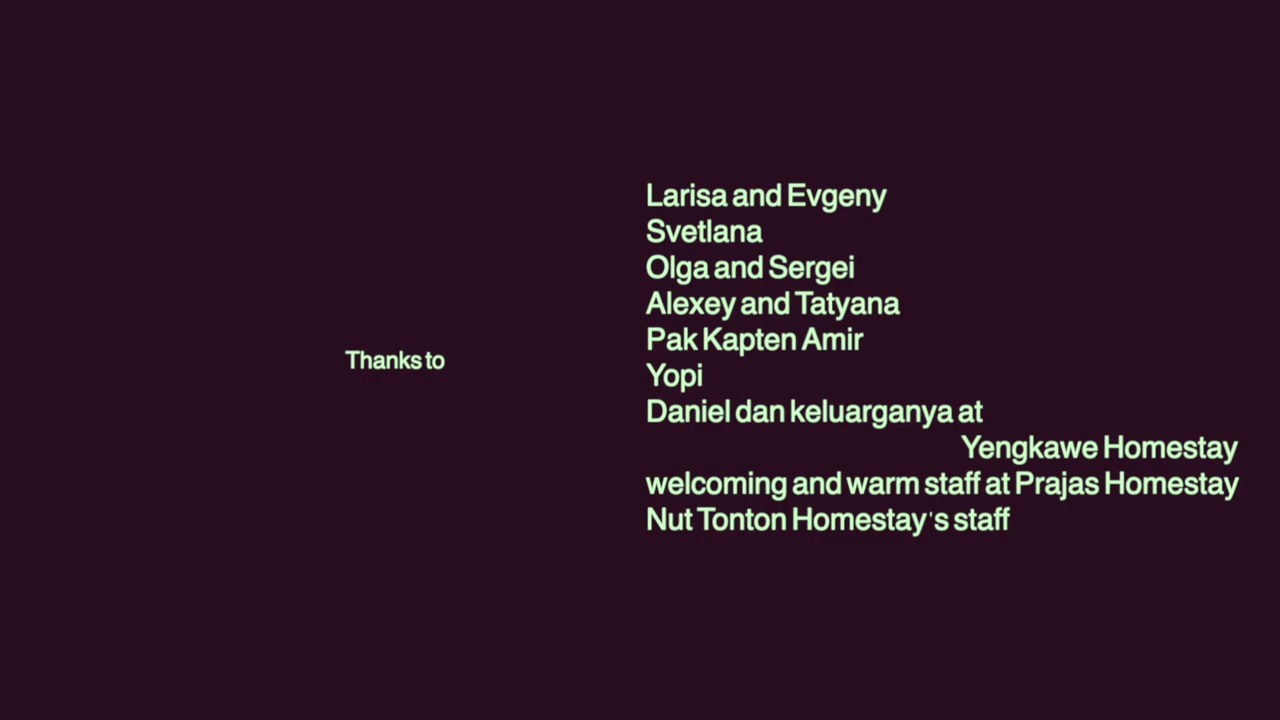 Thanks to
Larisa and Evgeny
Svetlana
Olga and Sergei
Alexey and Tatyana
Pak Kapten Amir
Yopi
Daniel dan keluarganya at
Yengkawe Homestay
welcoming and warm staff at Prajas Homestay
Nut Tonton Homestay's staff